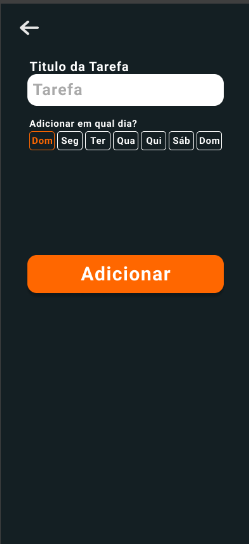 Titulo da Tarefa
Tarefa
Adicionar em qual dia?
Dom Seg Ter Qua Qui Sáb Dom
Adicionar